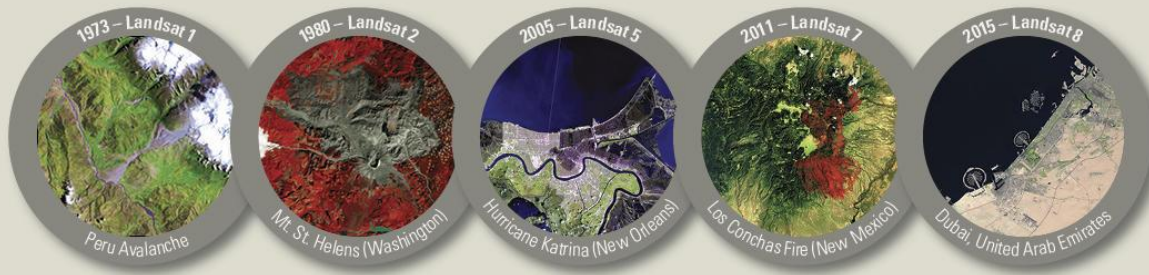 1973 – Landsat 1
Peru Avalanche
1980 – Landsat 2
Mt. St. Helens (Washington)
2005 – Landsat 5
Hurricane Katrina (New Orleans)
2011 – Landsat 7
Los Conchas Fire (New Mexico)
2015 – Landsat 8
Dubai, United Arab Emirates